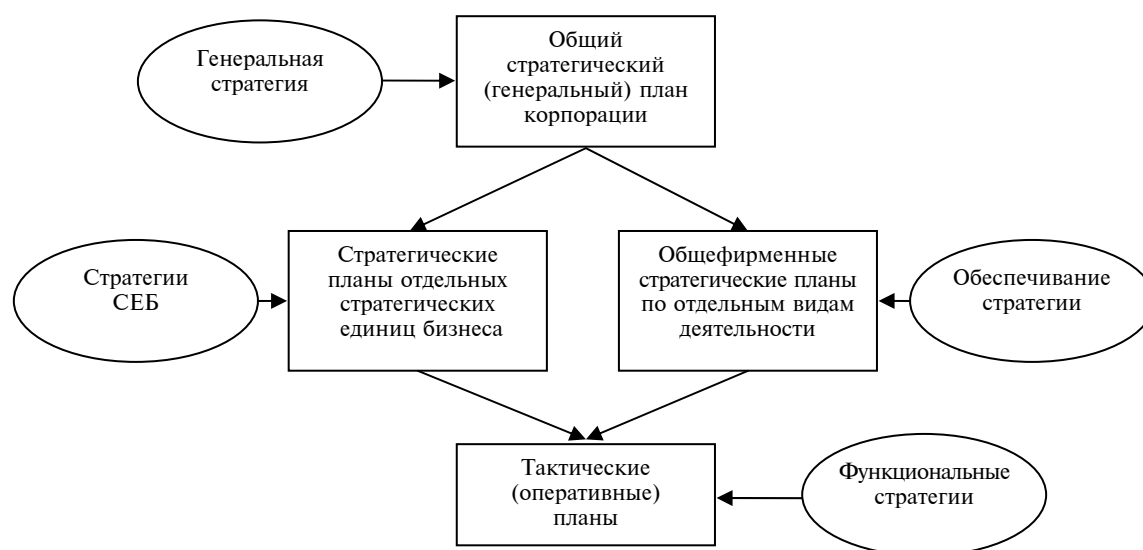 Генеральная
стратегия
Общий
стратегический
(генеральный) план
корпорации
Стратегии
СЕБ
Стратегические
планы отдельных
стратегических
единиц бизнеса
Общефирменные
стратегические планы
по отдельным видам
деятельности
Обеспечивание
стратегии
Тактические
(оперативные)
планы
Функциональные
стратегии